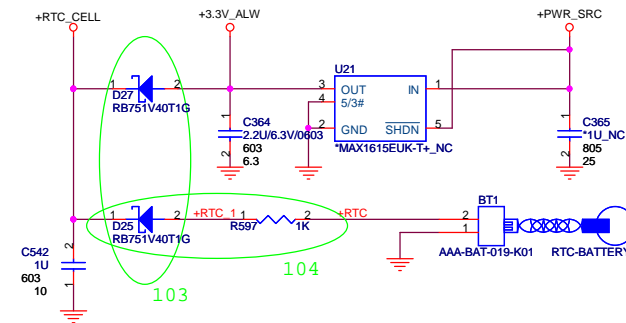 +RTC_CELL
+3.3V_ALW
+PWR_SRC
U21
1
2
D27
RB751V40T1G
3
OUT
IN
1
4
5/3#
2
GND
SHDN
5
*MAX1615EUK-T+_NC
1
2
C364
2.2U/6.3V/0603
603
6.3
1
2
C365
*1U_NC
805
25
1
2
D25
RB751V40T1G
+RTC_1
1
2
R597
1K
+RTC
BT1
2
1
AAA-BAT-019-K01
RTC-BATTERY
C542
1U
603
10
2
1
103
104